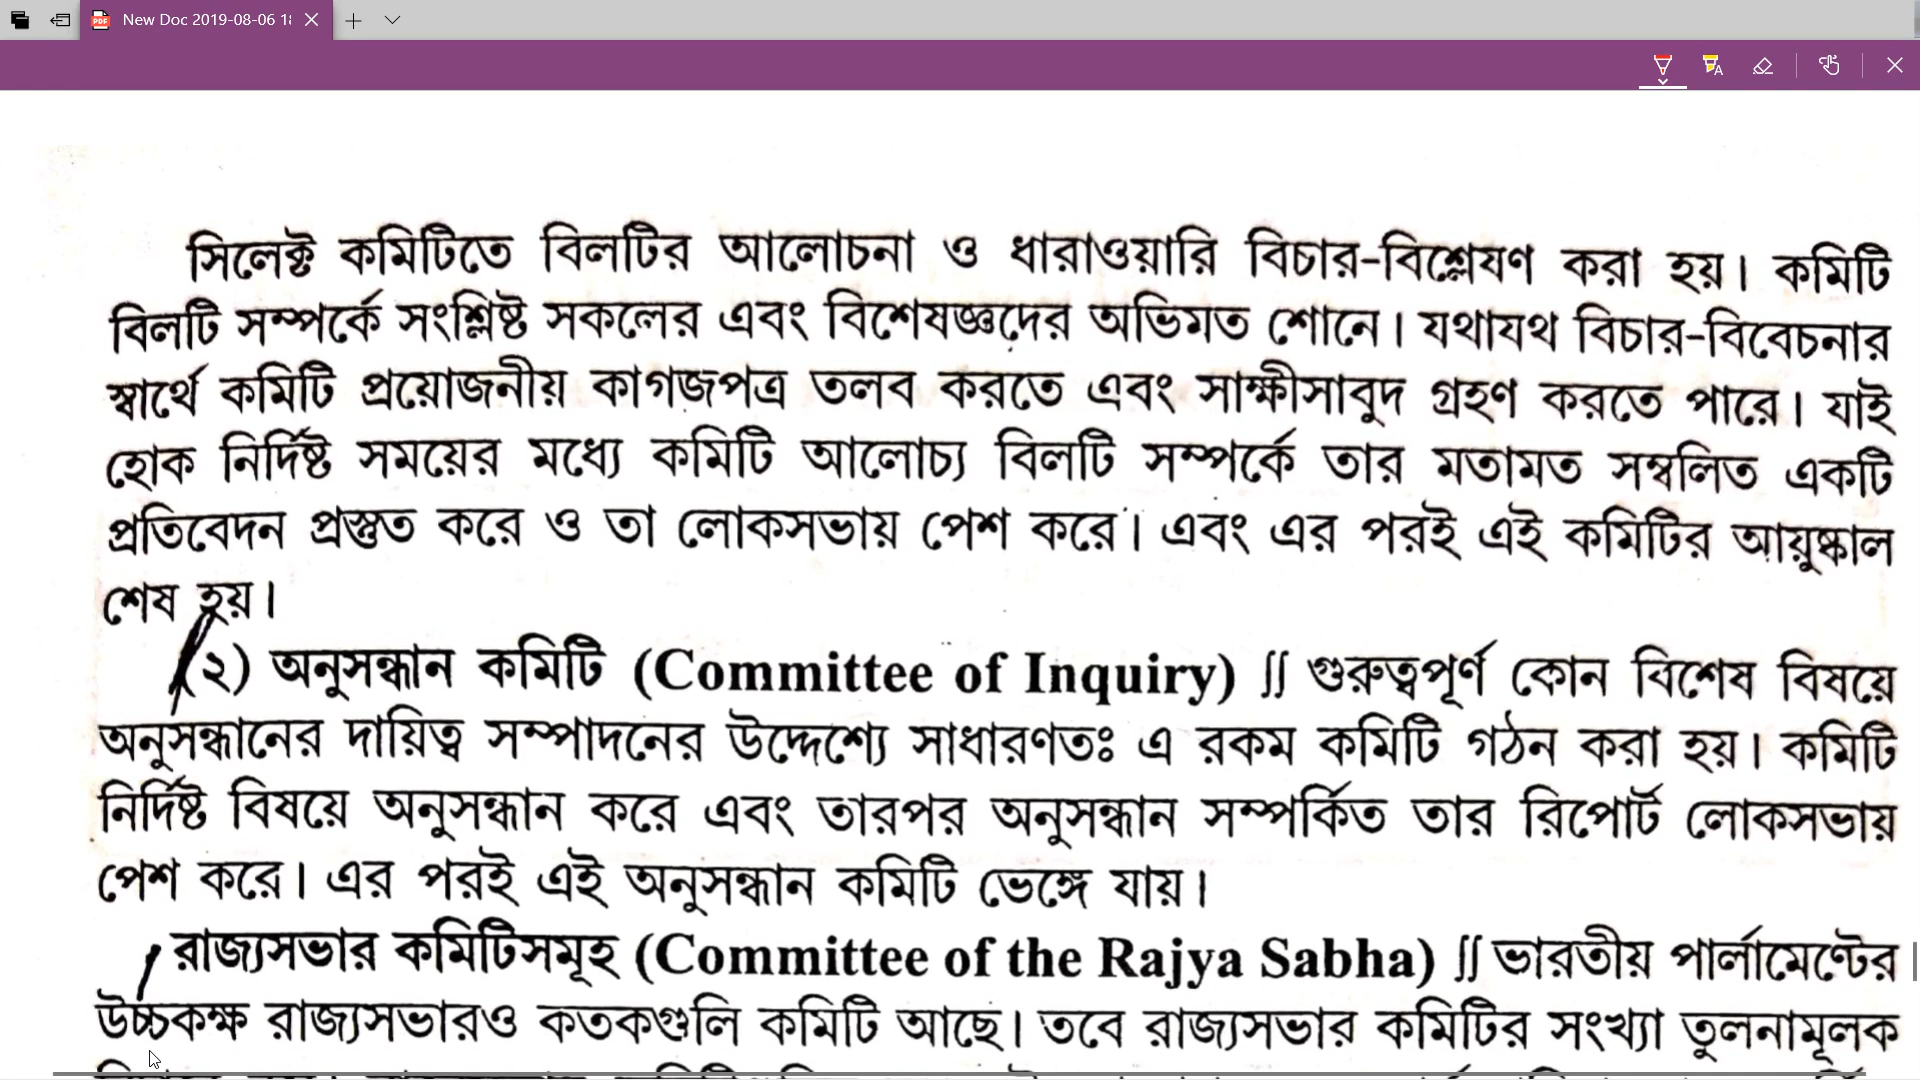 New Doc 2019-08-06 18
সিলেক্ট কমিটিতে বিলটির আলোচনা ও ধারাওয়ারি বিচার-বিশ্লেষণ করা হয়। কমিটি
বিলটি সম্পর্কে সংশ্লিষ্ট সকলের এবং বিশেষজ্ঞদের অভিমত শোনে। যথাযথ বিচার-বিবেচনার
স্বার্থে কমিটি প্রয়োজনীয় কাগজপত্র তলব করতে এবং সাক্ষীসাবুদ গ্রহণ করতে পারে। যাই
হোক নির্দিষ্ট সময়ের মধ্যে কমিটি আলোচ্য বিলটি সম্পর্কে তার মতামত সম্বলিত একটি
প্রতিবেদন প্রস্তুত করে ও তা লোকসভায় পেশ করে। এবং এর পরই এই কমিটির আয়ুষ্কাল
শেষ হয়।
(২) অনুসন্ধান কমিটি (Committee of Inquiry) || গুরুত্বপূর্ণ কোন বিশেষ বিষয়ে
অনুসন্ধানের দায়িত্ব সম্পাদনের উদ্দেশ্যে সাধারণতঃ এ রকম কমিটি গঠন করা হয়। কমিটি
নির্দিষ্ট বিষয়ে অনুসন্ধান করে এবং তারপর অনুসন্ধান সম্পর্কিত তার রিপোর্ট লোকসভায়
পেশ করে। এর পরই এই অনুসন্ধান কমিটি ভেঙ্গে যায়।
রাজ্যসভার কমিটিসমূহ (Committee of the Rajya Sabha) || ভারতীয় পার্লামেণ্টের
উচ্চকক্ষ রাজ্যসভারও কতকগুলি কমিটি আছে। তবে রাজ্যসভার কমিটির সংখ্যা তুলনামূলক